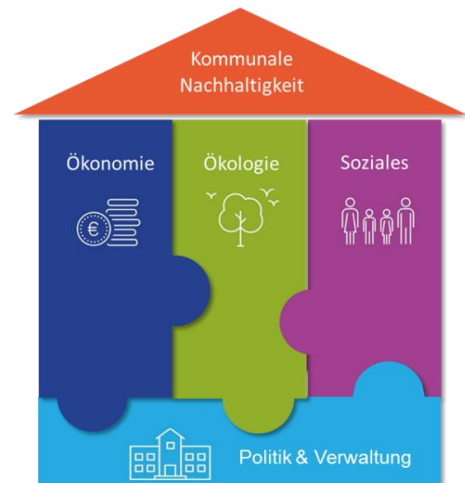 Kommunale
Nachhaltigkeit
Ökonomie
Ökologie
Soziales
€
Politik & Verwaltung